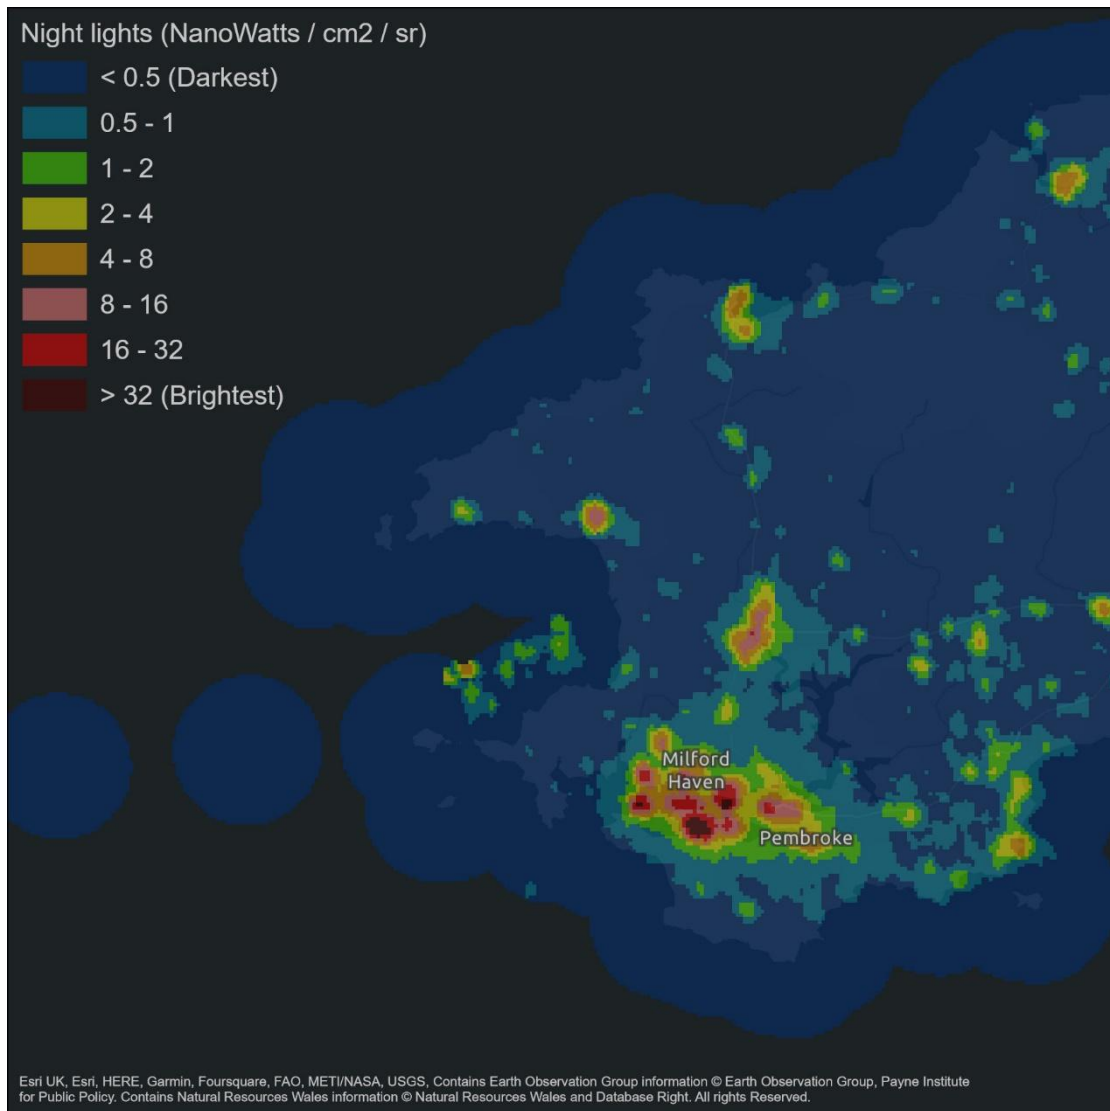 Night lights (NanoWatts / cm2 / sr)
< 0.5 (Darkest)
0.5 - 1
1 - 2
2 - 4
4 - 8
8 - 16
16 - 32
> 32 (Brightest)
Milford
Haven
Pembroke
Esri UK, Esri, HERE, Garmin, Foursquare, FAO, METI/NASA, USGS, Contains Earth Observation Group information © Earth Observation Group, Payne Institute
for Public Policy. Contains Natural Resources Wales information © Natural Resources Wales and Database Right. All rights Reserved.